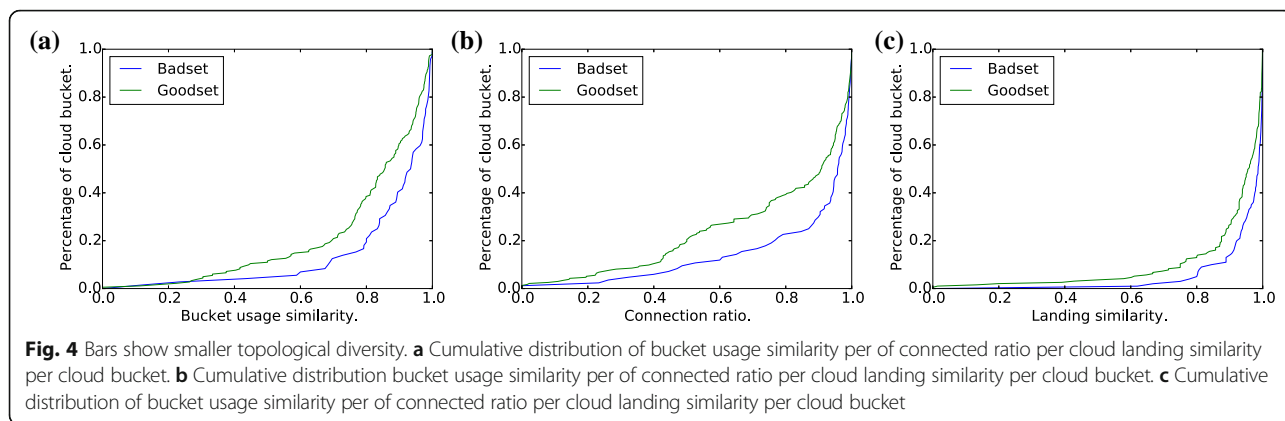 (a)
1.0
0.8
0.6
0.4
0.2
0.0
Percentage of cloud bucket.
Badset
Goodset
0.0 0.2 0.4 0.6 0.8 1.0
Bucket usage similarity.
(b)
1.0
0.8
0.6
0.4
0.2
0.0
Percentage of cloud bucket.
Badset
Goodset
0.0 0.2 0.4 0.6 0.8 1.0
Connection ratio.
(c)
1.0
0.8
0.6
0.4
0.2
0.0
Percentage of cloud bucket.
Badset
Goodset
0.0 0.2 0.4 0.6 0.8 1.0
Landing similarity.
Fig. 4 Bars show smaller topological diversity. a Cumulative distribution of bucket usage similarity per of connected ratio per cloud landing similarity
per cloud bucket. b Cumulative distribution bucket usage similarity per of connected ratio per cloud landing similarity per cloud bucket. c Cumulative
distribution of bucket usage similarity per of connected ratio per cloud landing similarity per cloud bucket